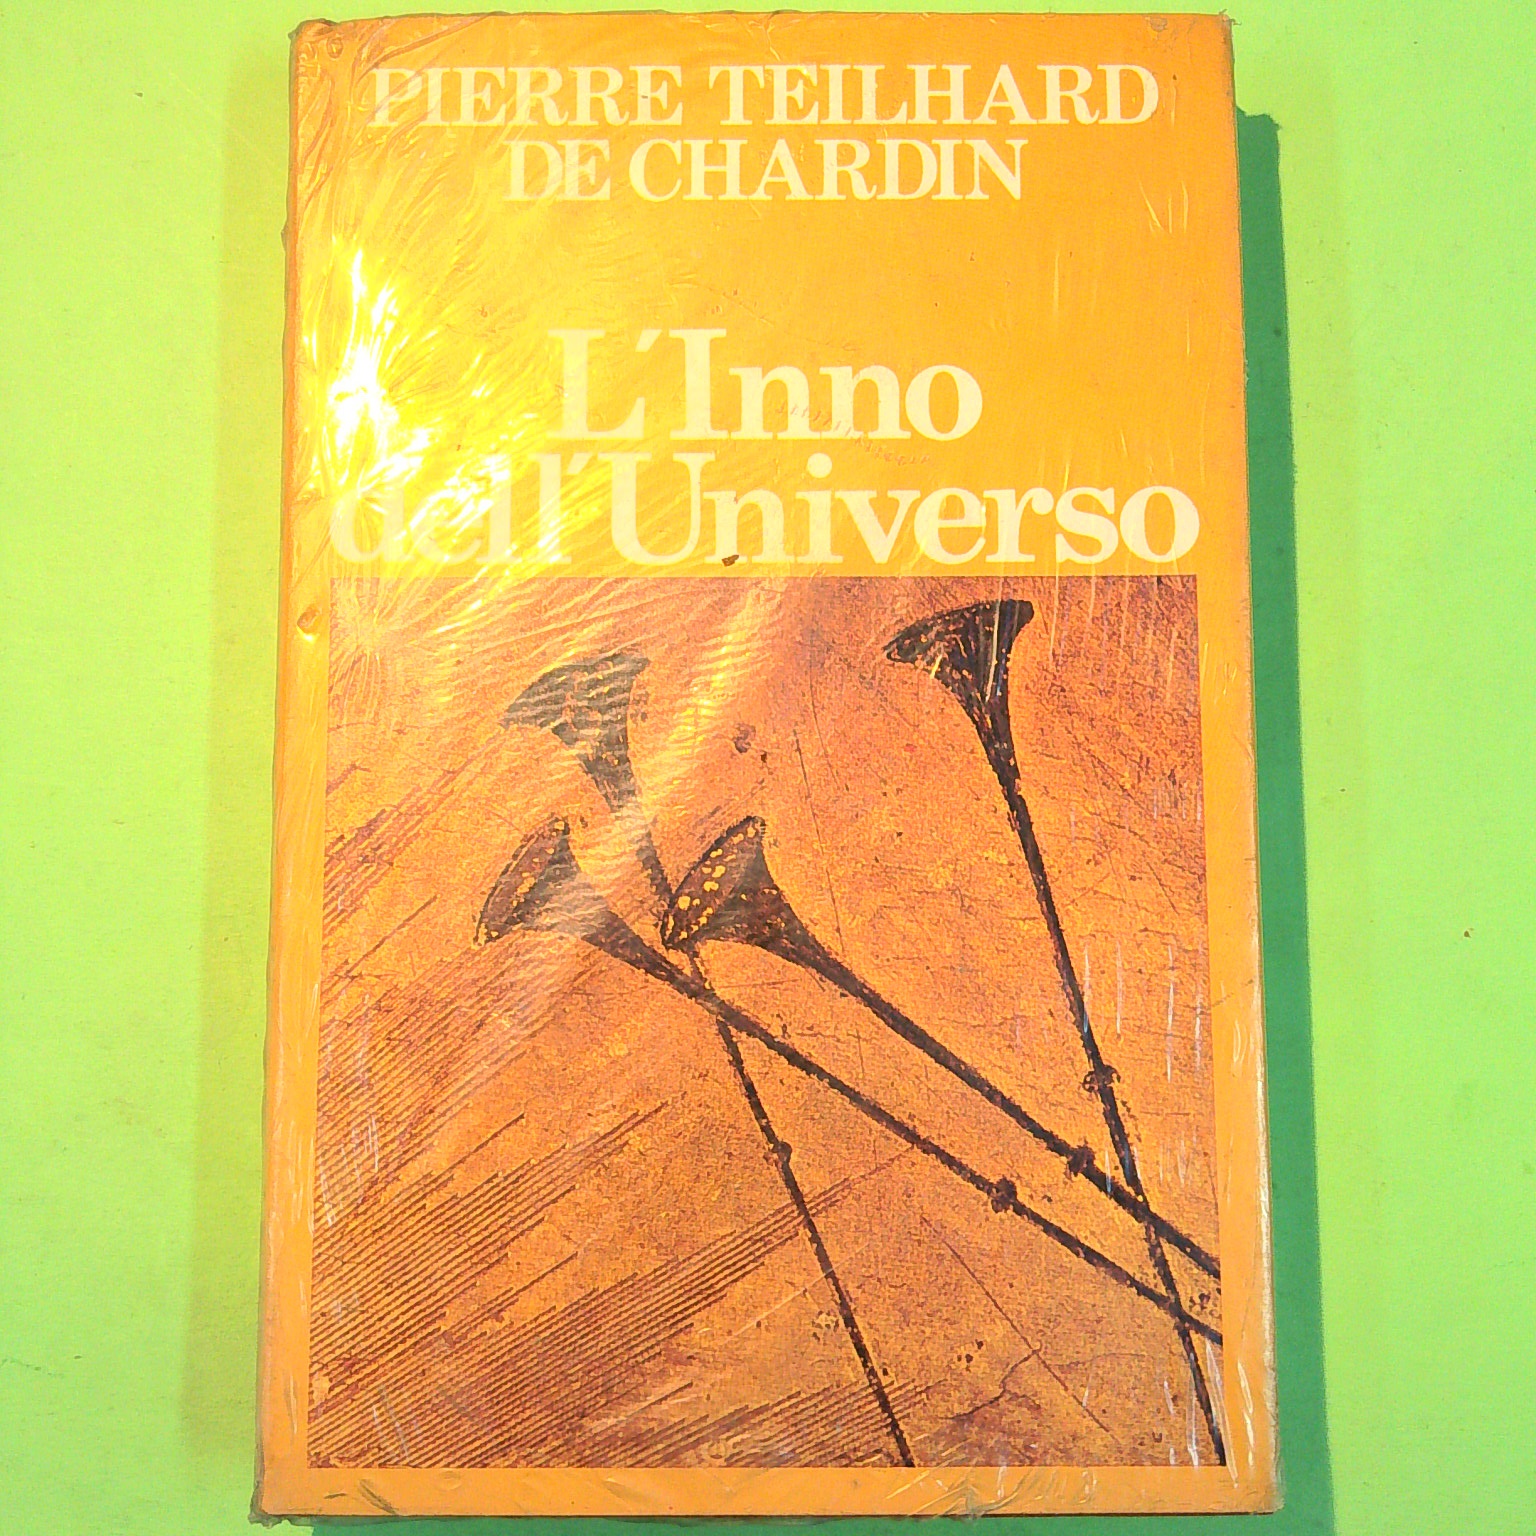 PIERRE TEILHARD
DE CHARDIN
L'Inno
dell'Universo